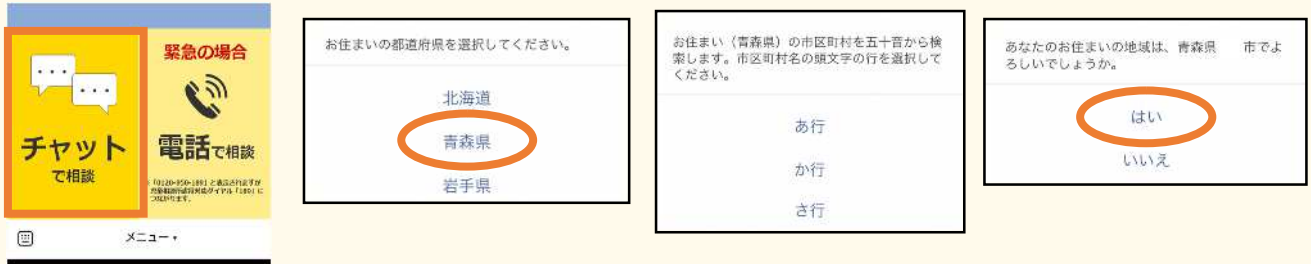 チャット
で相談
緊急の場合
電話で相談
メニュー
お住まいの都道府県を選択してください。
北海道
青森県
岩手県
お住まい（青森県）の市区町村を五十音から検
索します。市区町村名の頭文字の行を選択して
ください。
あ行
か行
さ行
あなたのお住まいの地域は、青森県　　市でよ
ろしいでしょうか。
はい
いいえ